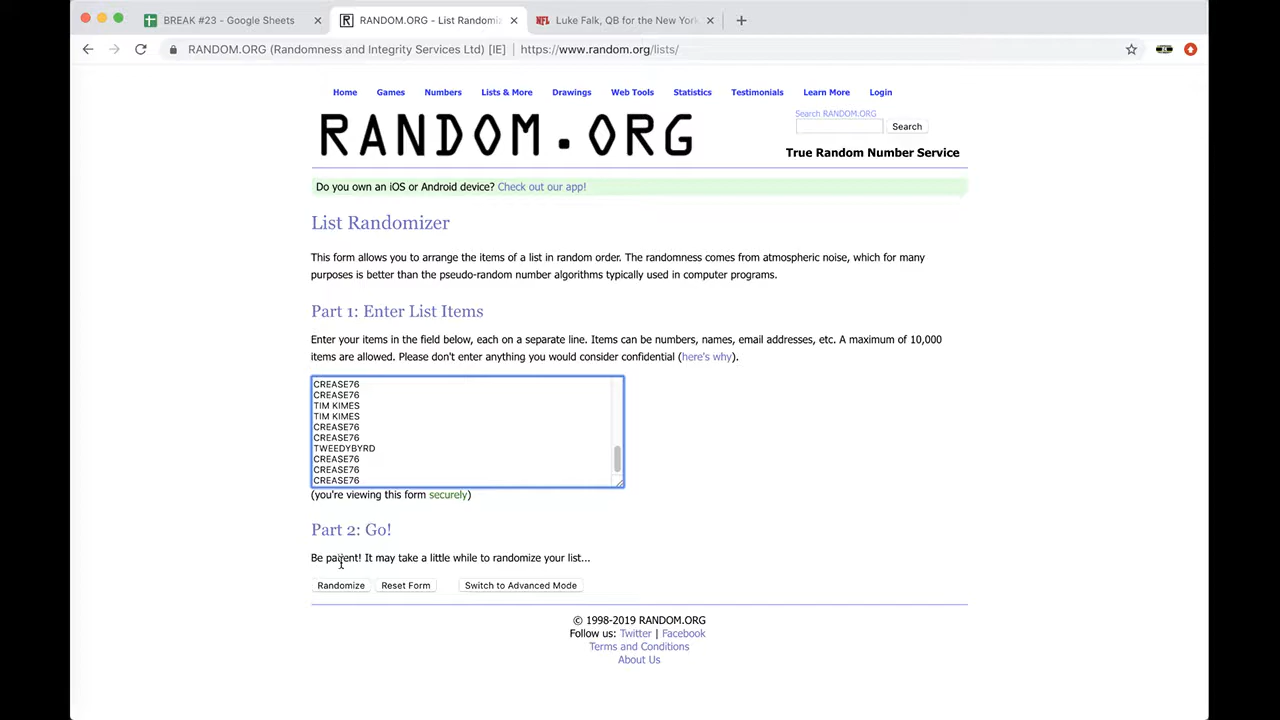 BREAK #23 - Google Sheets
RANDOM.ORG - List Randomiz
Luke Falk, QB for the New York
RANDOM.ORG (Randomness and Integrity Services Ltd) [IE] | https://www.random.org/lists/
Home Games Numbers Lists & More Drawings Web Tools Statistics Testimonials Learn More Login
Search RANDOM.ORG
Search
RANDOM.ORG
True Random Number Service
Do you own an iOS or Android device? Check out our app!
List Randomizer
This form allows you to arrange the items of a list in random order. The randomness comes from atmospheric noise, which for many
purposes is better than the pseudo-random number algorithms typically used in computer programs.
Part 1: Enter List Items
Enter your items in the field below, each on a separate line. Items can be numbers, names, email addresses, etc. A maximum of 10,000
items are allowed. Please don't enter anything you would consider confidential (here's why).
CREASE76
CREASE76
TIM KIMES
TIM KIMES
CREASE76
CREASE76
TWEEDYBYRD
CREASE76
CREASE76
CREASE76
(you're viewing this form securely)
Part 2: Go!
Be patient! It may take a little while to randomize your list...
Randomize Reset Form Switch to Advanced Mode
© 1998-2019 RANDOM.ORG
Follow us: Twitter | Facebook
Terms and Conditions
About Us